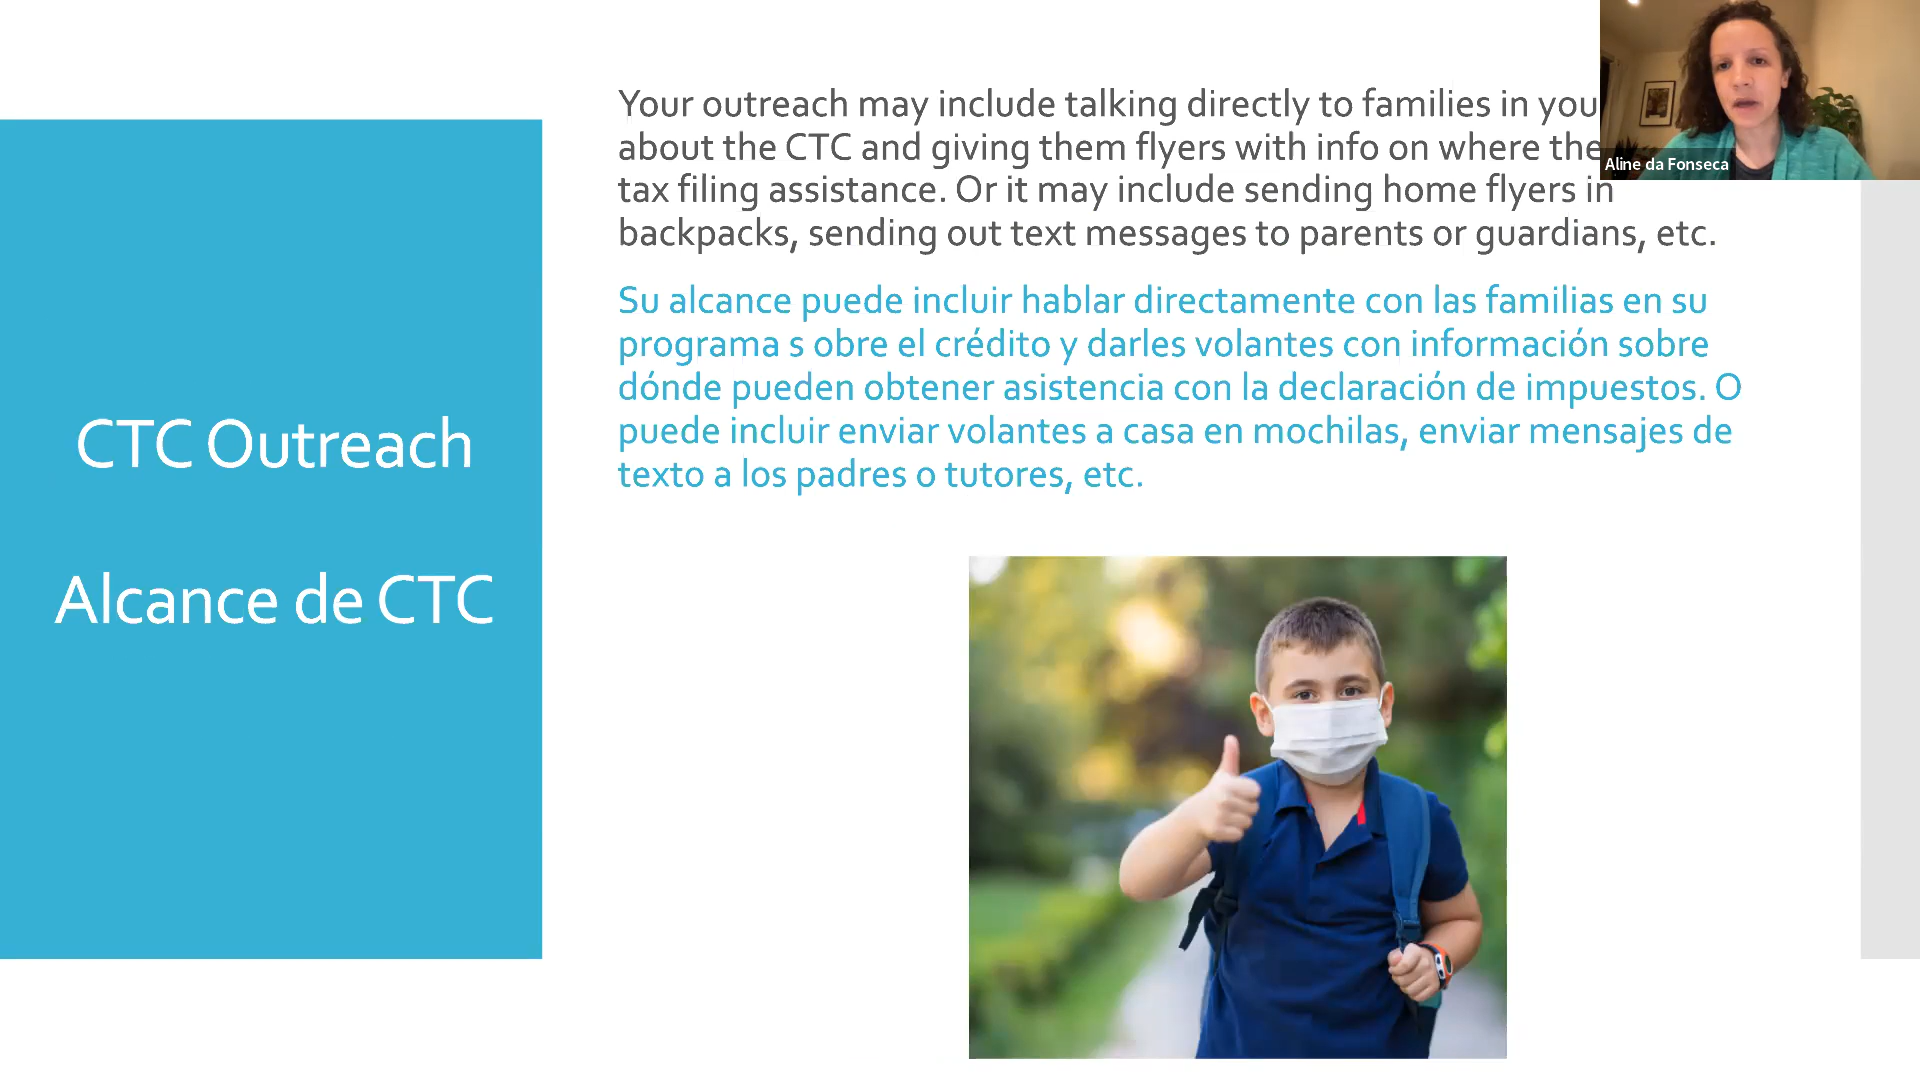 CTC Outreach
Alcance de CTC
Your outreach may include talking directly to families in you
about the CTC and giving them flyers with info on where the
tax filing assistance. Or it may include sending home flyers in
backpacks, sending out text messages to parents or guardians, etc.
Su alcance puede incluir hablar directamente con las familias en su
programa s obre el crédito y darles volantes con información sobre
dónde pueden obtener asistencia con la declaración de impuestos. O
puede incluir enviar volantes a casa en mochilas, enviar mensajes de
texto a los padres o tutores, etc.
Aline da Fonseca